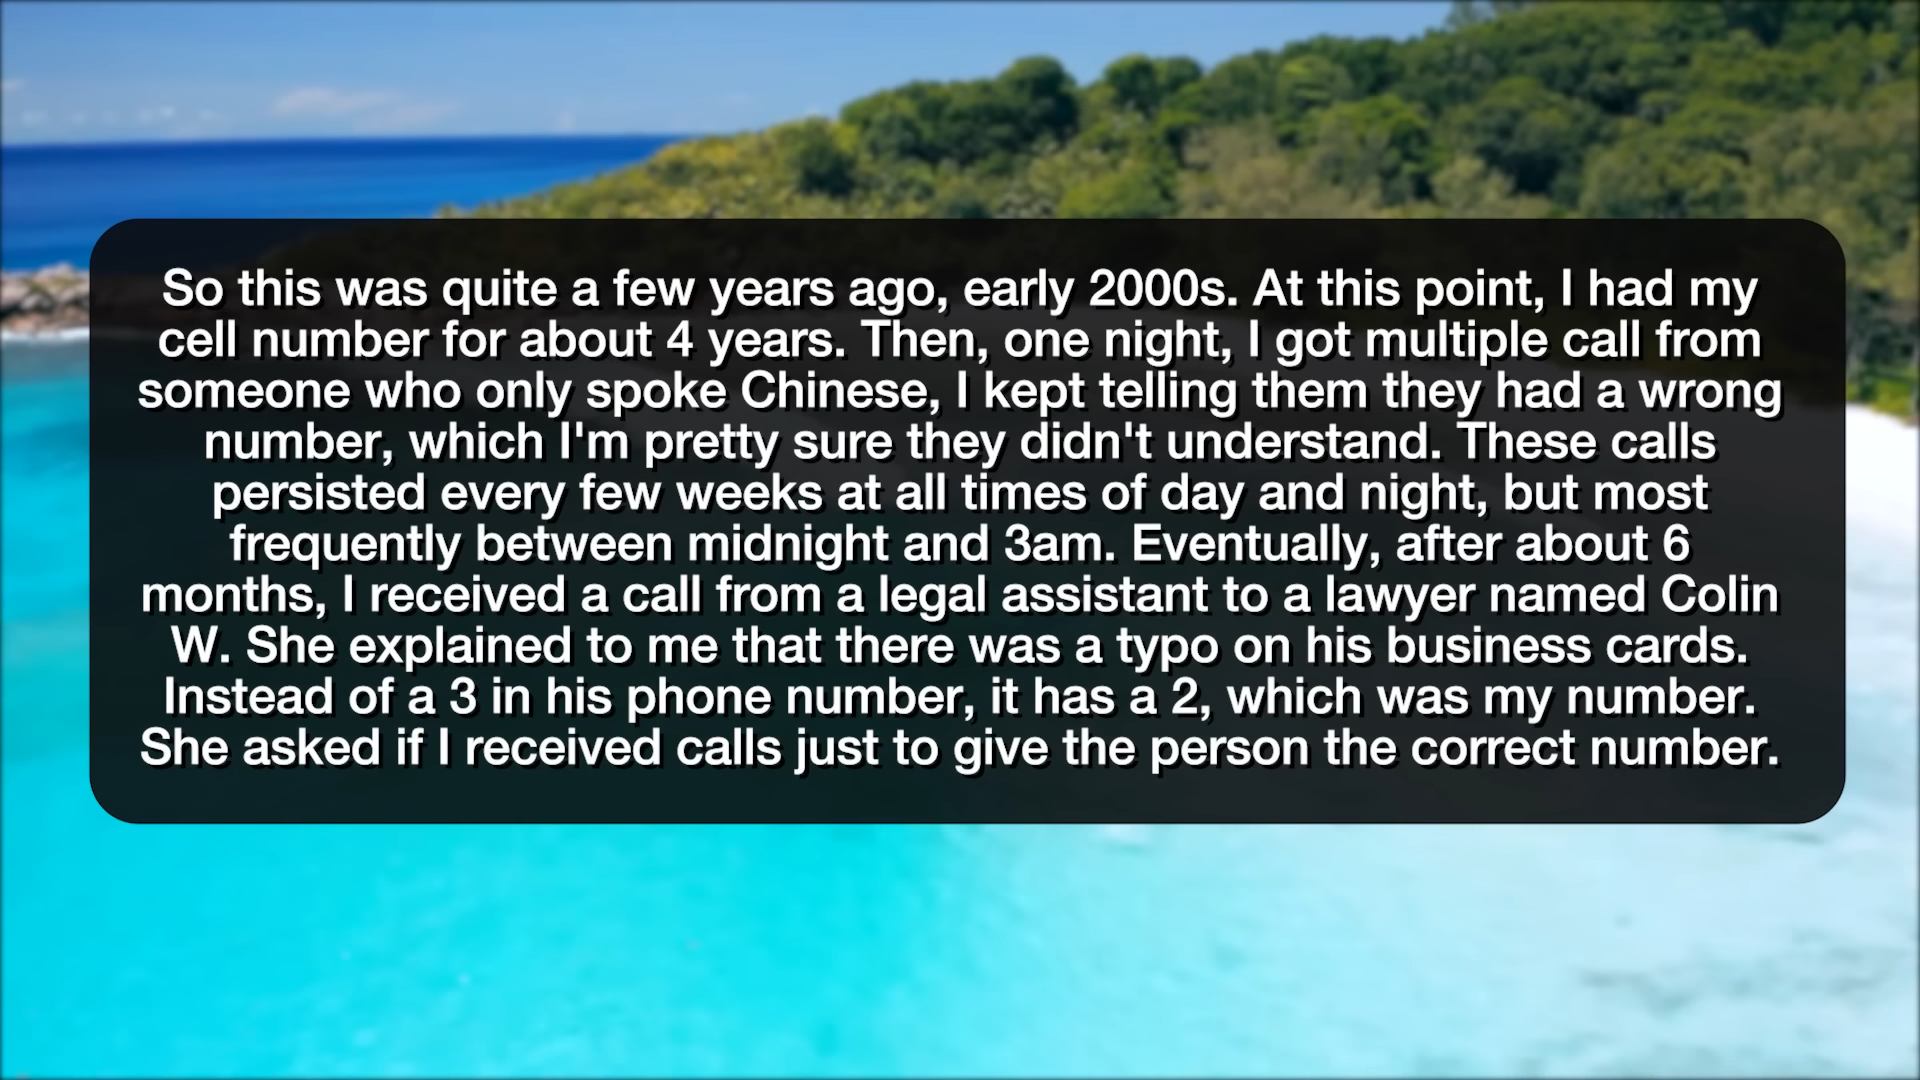 So this was quite a few years ago, early 2000s. At this point, I had my
cell number for about 4 years. Then, one night, I got multiple call from
someone who only spoke Chinese, I kept telling them they had a wrong
number, which I'm pretty sure they didn't understand. These calls
persisted every few weeks at all times of day and night, but most
frequently between midnight and 3am. Eventually, after about 6
months, I received a call from a legal assistant to a lawyer named Colin
W. She explained to me that there was a typo on his business cards.
Instead of a 3 in his phone number, it has a 2, which was my number.
She asked if I received calls just to give the person the correct number.